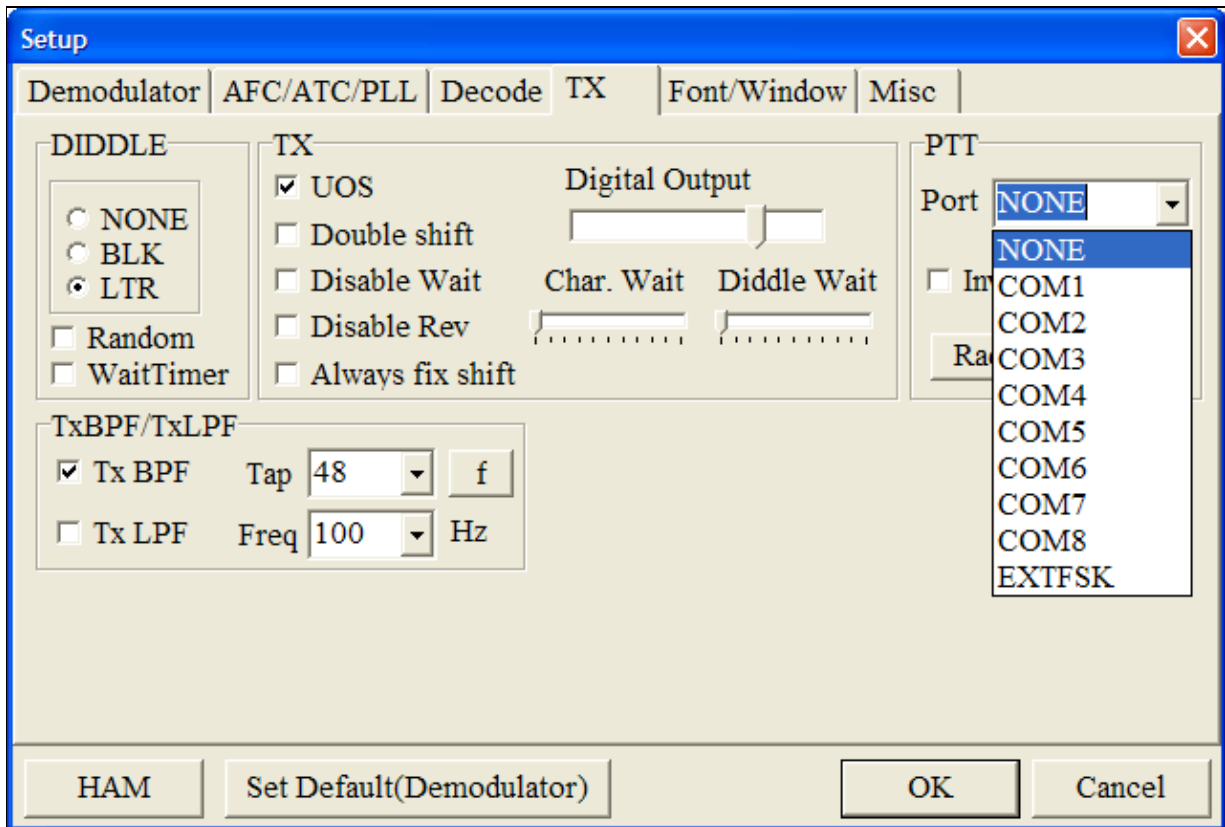 Setup
Demodulator AFC/ATC/PLL Decode TX Font/Window Misc
DIDDLE
NONE
BLK
LTR
Random
WaitTimer
TX
UOS
Double shift
Disable Wait
Disable Rev
Always fix shift
Digital Output
Char. Wait Diddle Wait
PTT
Port NONE
NONE
COM1
COM2
COM3
COM4
COM5
COM6
COM7
COM8
EXTFSK
TxBPF/TxLPF
Tx BPF Tap 48 f
Tx LPF Freq 100 Hz
HAM Set Default(Demodulator) OK Cancel